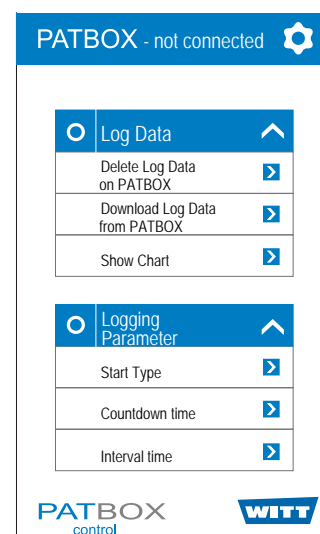 PATBOX - not connected
Log Data
Delete Log Data
on PATBOX
Download Log Data
from PATBOX
Show Chart
Logging
Parameter
Start Type
Countdown time
Interval time
PATBOX
control
WITT